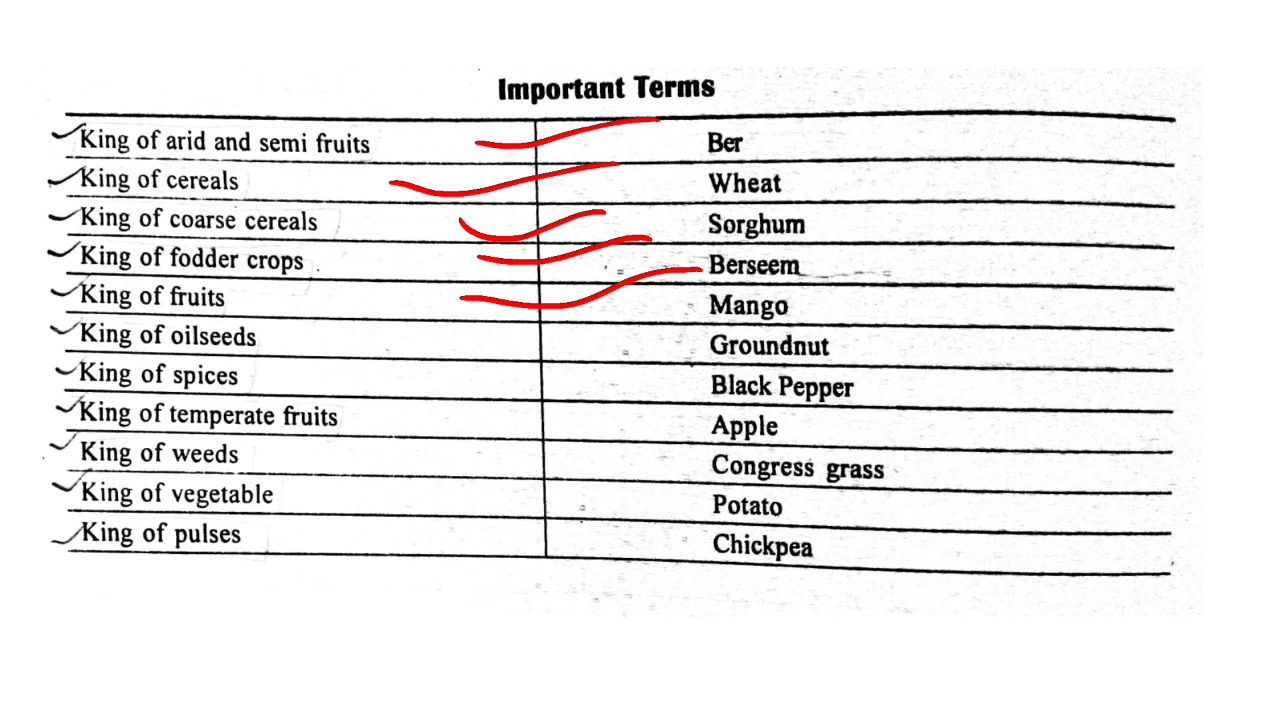 Important Terms
King of arid and semi fruits Ber
King of cereals Wheat
King of coarse cereals Sorghum
King of fodder crops Berseem
King of fruits Mango
King of oilseeds Groundnut
King of spices Black Pepper
King of temperate fruits Apple
King of weeds Congress grass
King of vegetable Potato
King of pulses Chickpea